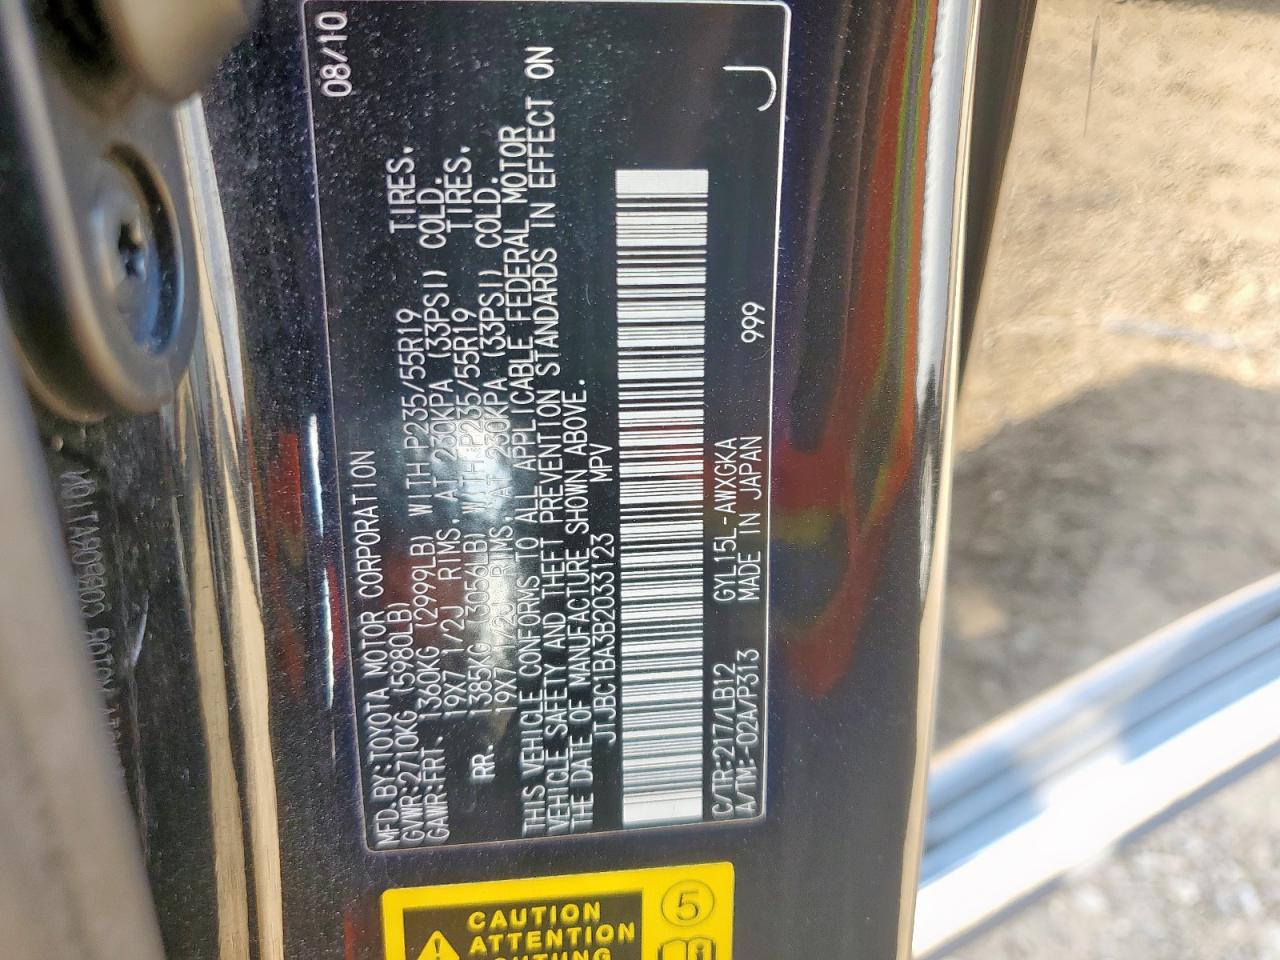 MFD.BY:TOYOTA MOTOR CORPORATION 08/10
GVWR:2710KG (5980LB)
GAWR:FRT. 1360KG (2999LB) WITH P235/55R19 TIRES.
19X7 1/2J RIMS.AT 230KPA (33PSI) COLD.
RR. 1385KG (3056LB) WITH P235/55R19 TIRES.
19X7 1/2J RIMS.AT 230KPA (33PSI) COLD.
THIS VEHICLE CONFORMS TO ALL APPLICABLE FEDERAL MOTOR
VEHICLE SAFETY AND THEFT PREVENTION STANDARDS IN EFFECT ON
THE DATE OF MANUFACTURE SHOWN ABOVE.
JTJBC1BA3B2033123 MPV
C/TR:217/LB12 GYL15L-AWXGKA
A/TM:-02A/P313 MADE IN JAPAN 999 J
CAUTION 5
ATTENTION